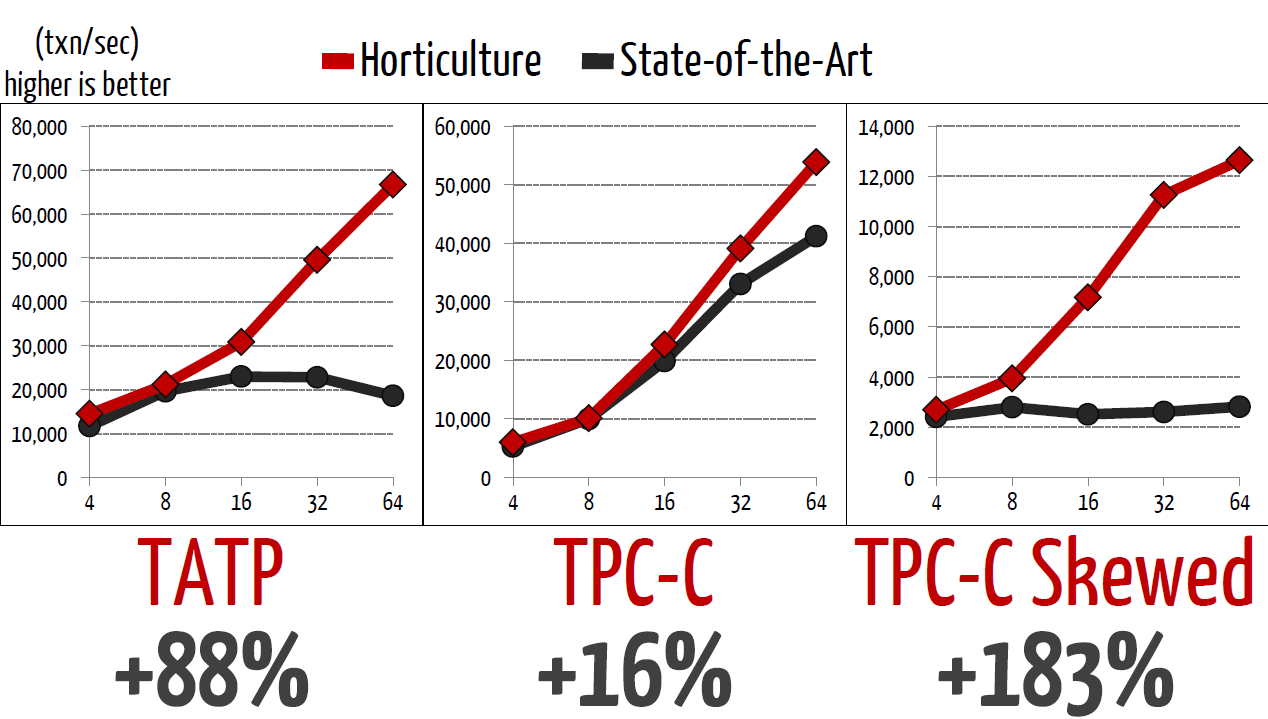 (txn/sec)
higher is better
Horticulture
State-of-the-Art
80,000
70,000
60,000
50,000
40,000
30,000
20,000
10,000
0
4 8 16 32 64
60,000
50,000
40,000
30,000
20,000
10,000
0
4 8 16 32 64
14,000
12,000
10,000
8,000
6,000
4,000
2,000
0
4 8 16 32 64
TATP
+88%
TPC-C
+16%
TPC-C Skewed
+183%